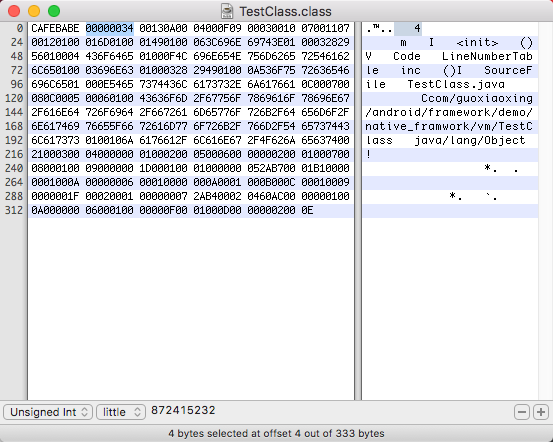 TestClass.class
0 CAFEBABE 00000034 00130A00 04000F09 00030010 07001107 .™.. 4
24 00120100 016D0100 01490100 063C696E 69743E01 00032829 m I <init> ()
48 56010004 436F6465 01000F4C 696E654E 756D6265 72546162 V Code LineNumberTab
72 6C650100 03696E63 01000328 29490100 0A536F75 72636546 le inc ()I SourceF
96 696C6501 000E5465 7374436C 6173732E 6A617661 0C000700 ile TestClass.java
120 080C0005 00060100 43636F6D 2F67756F 78696169 6F78696E Ccom/guoxiaoxing
144 2F616E64 726F6964 2F667261 6D65776F 726B2F64 656D6F2F /android/framework/demo/
168 6E617469 76655F66 72616D77 6F726B2F 766D2F54 65737443 native_framwork/vm/TestC
192 6C617373 0100106A 6176612F 6C616E67 2F4F626A 65637400 lass java/lang/Object
216 21000300 04000000 01000200 05000600 00000200 01000700 !
240 08000100 09000000 1D000100 01000000 052AB700 01B10000 *. .
264 0001000A 00000006 00010000 000A0001 000B000C 00010009
288 0000001F 00020001 00000007 2AB40002 0460AC00 00000100 *. `.
312 0A000000 06000100 00000F00 01000D00 00000200 0E
Unsigned Int little 872415232
4 bytes selected at offset 4 out of 333 bytes